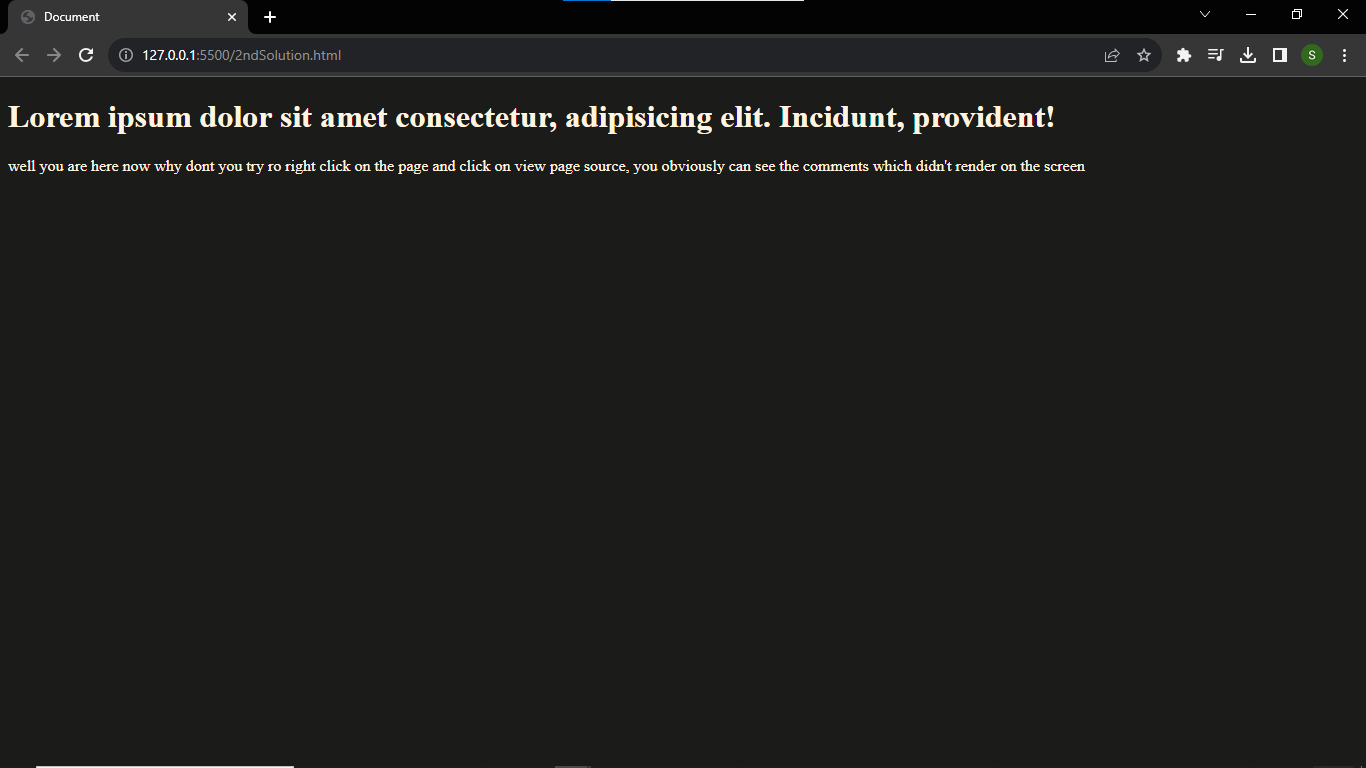 Document
127.0.0.1:5500/2ndSolution.html
S
Lorem ipsum dolor sit amet consectetur, adipisicing elit. Incidunt, provident!
well you are here now why dont you try ro right click on the page and click on view page source, you obviously can see the comments which didn't render on the screen